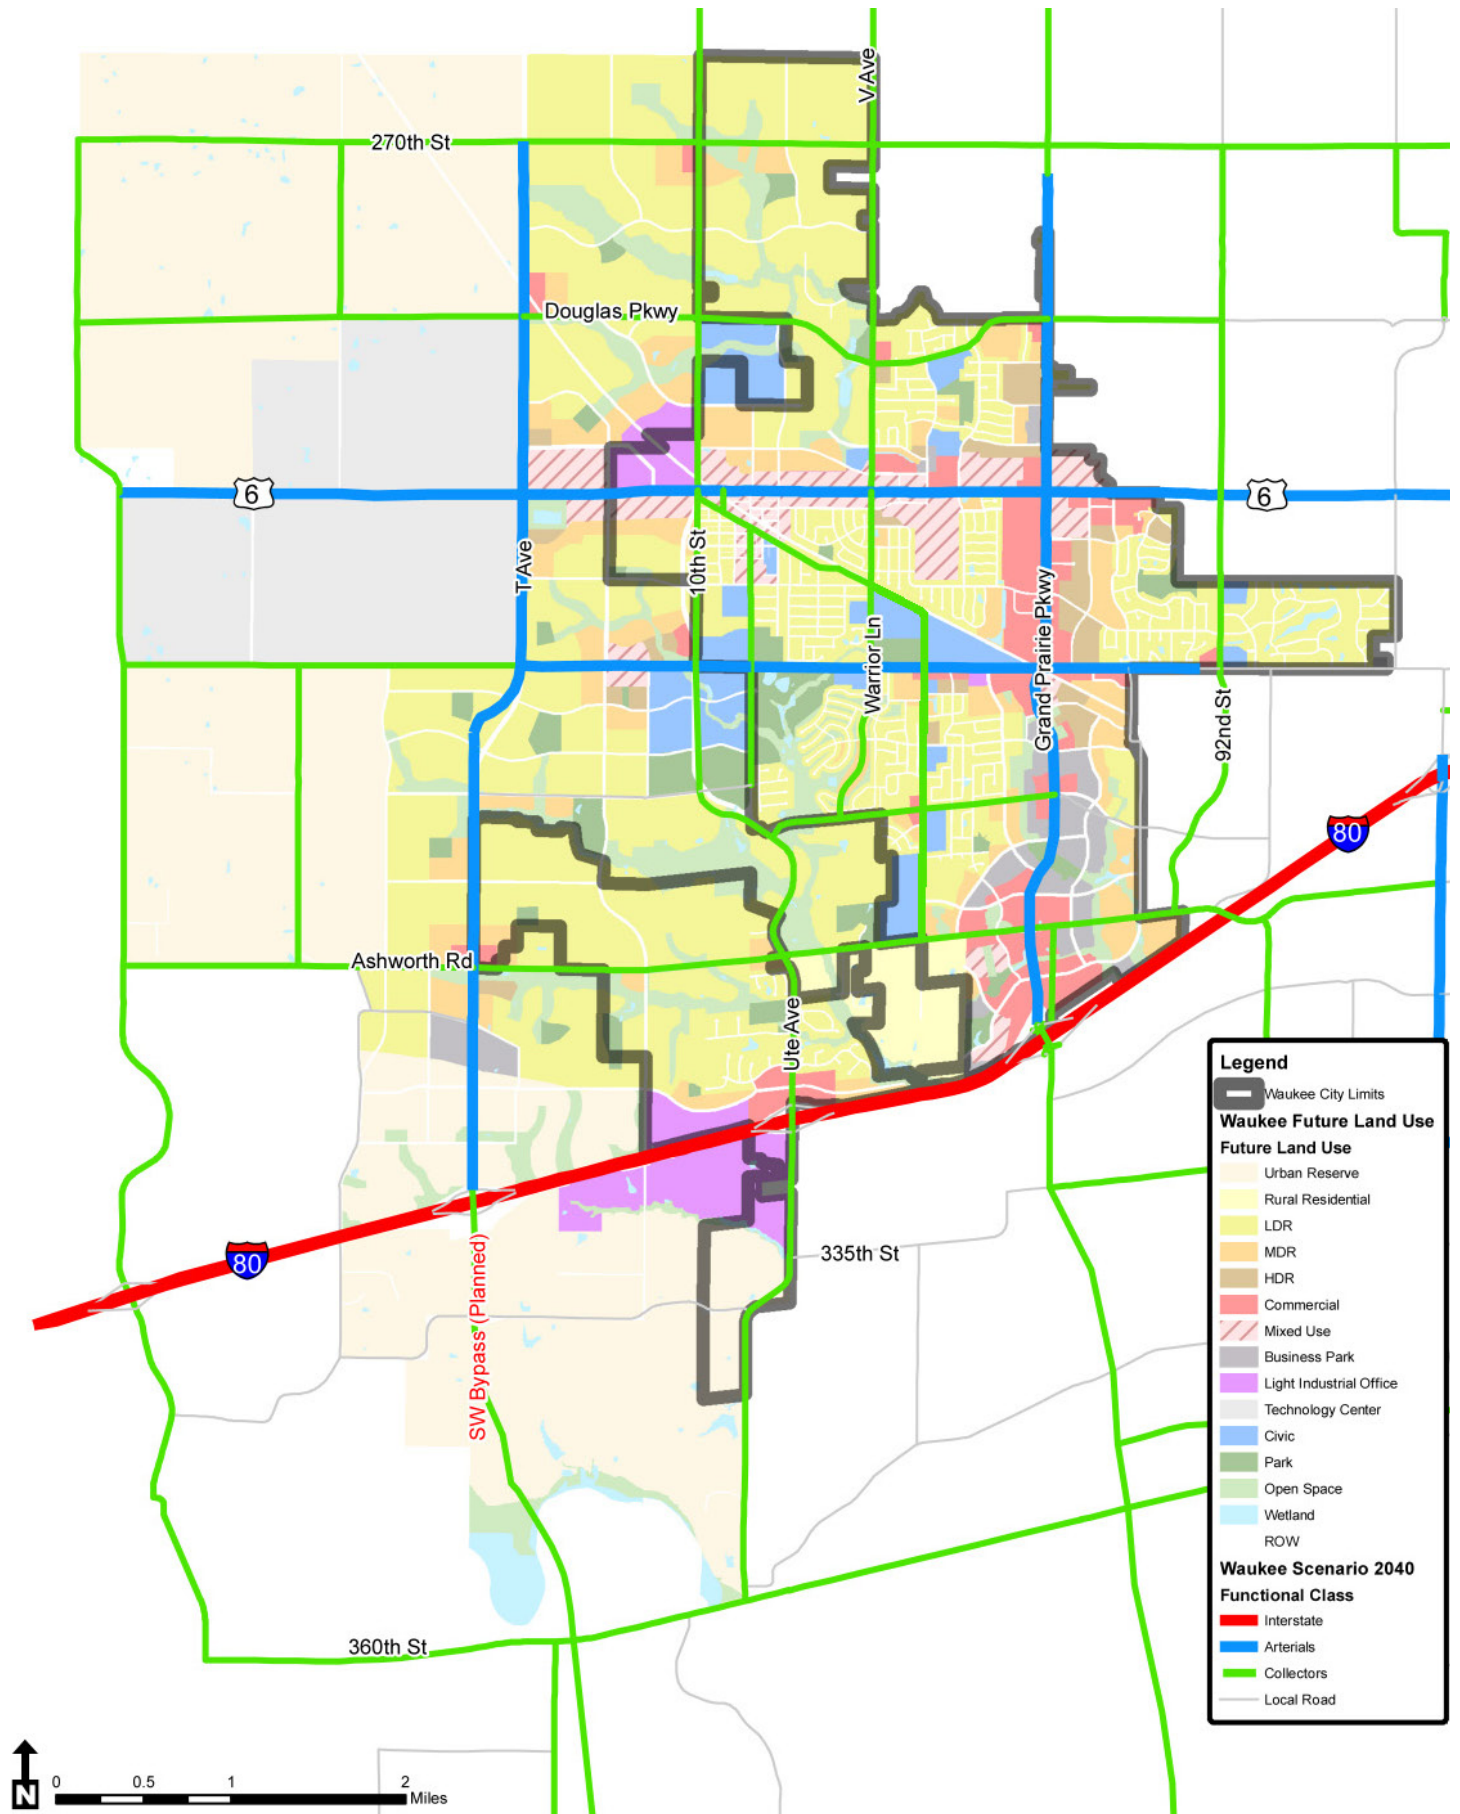 V Ave
270th St
Douglas Pkwy
6
6
T Ave
10th St
Grand Prairie Pkwy
Warrior Ln
92nd St
80
Ashworth Rd
Ute Ave
335th St
80
SW Bypass (Planned)
360th St
Legend
Waukee City Limits
Waukee Future Land Use
Future Land Use
Urban Reserve
Rural Residential
LDR
MDR
HDR
Commercial
Mixed Use
Business Park
Light Industrial Office
Technology Center
Civic
Park
Open Space
Wetland
ROW
Waukee Scenario 2040
Functional Class
Interstate
Arterials
Collectors
Local Road
N
0 0.5 1 2
Miles